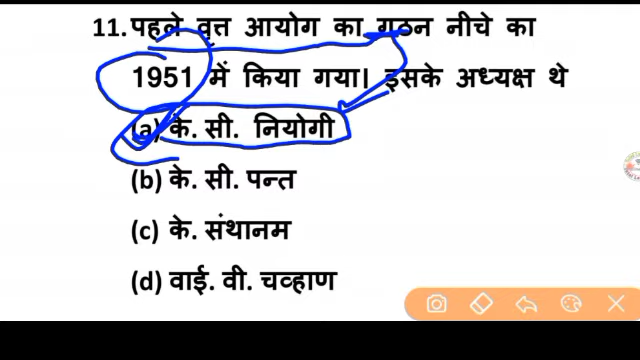 11. पहले वृत्त आयोग का गठन नीचे का
1951 में किया गया। इसके अध्यक्ष थे
(a) के. सी. नियोगी
(b) के. सी. पन्त
(c) के. संथानम
(d) वाई. वी. चव्हाण